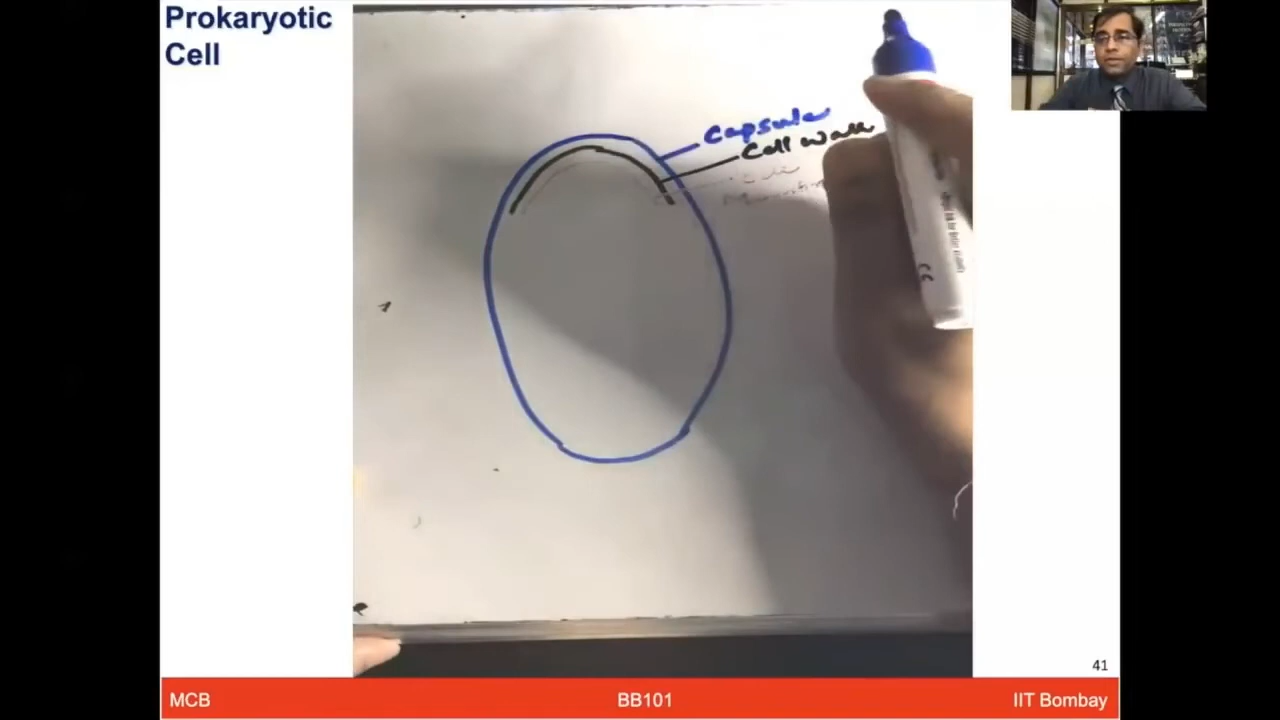 Prokaryotic
Cell
Capsule
Cell Wall
41
MCB
BB101
IIT Bombay